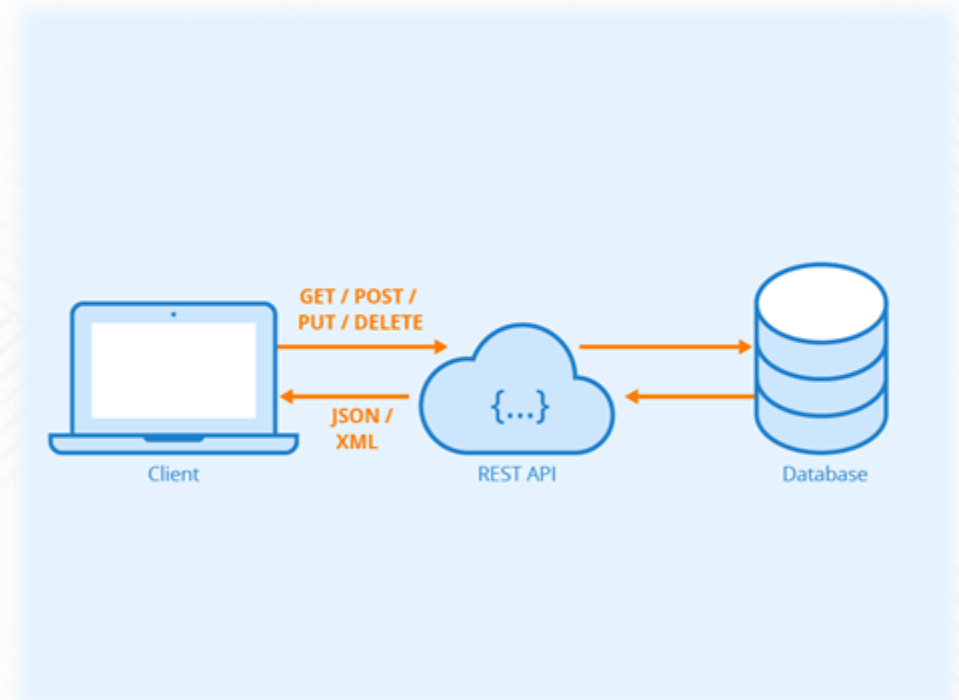 GET / POST /
PUT / DELETE
{...}
JSON /
XML
Client
REST API
Database